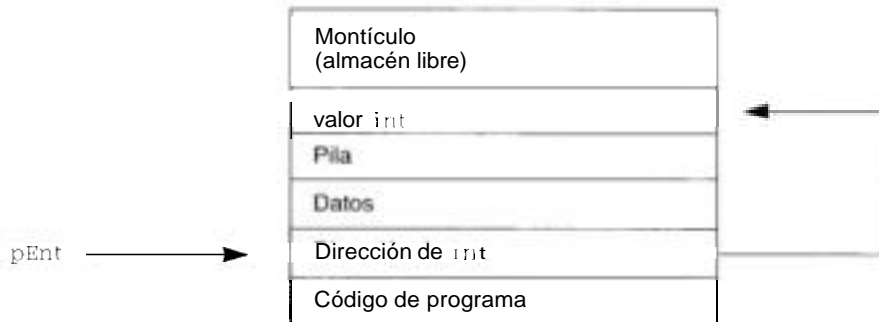 Montículo
(almacén libre)
valor int
Pila
Datos
pEnt
Dirección de int
Código de programa